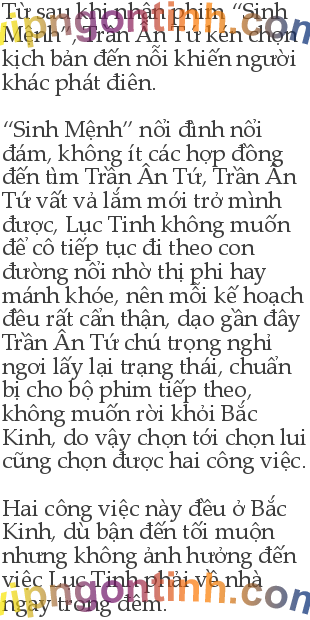 Từ sau khi nhận phim “Sinh
Mệnh”, Trần Ân Tứ kén chọn
kịch bản đến nỗi khiến người
khác phát điên.
“Sinh Mệnh” nổi đình nổi
đám, không ít các hợp đồng
đến tìm Trần Ân Tứ, Trần Ân
Tứ vất vả lắm mới trở mình
được, Lục Tinh không muốn
để cô tiếp tục đi theo con
đường nổi nhờ thị phi hay
mánh khóe, nên mỗi kế hoạch
đều rất cẩn thận, dạo gần đây
Trần Ân Tứ chú trọng nghỉ
ngơi lấy lại trạng thái, chuẩn
bị cho bộ phim tiếp theo,
không muốn rời khỏi Bắc
Kinh, do vậy chọn tới chọn lui
cũng chọn được hai công việc.
Hai công việc này đều ở Bắc
Kinh, dù bận đến tối muộn
nhưng không ảnh hưởng đến
việc Lục Tinh phải về nhà
ngay trong đêm.
vipngontinh.com
vipngontinh.com